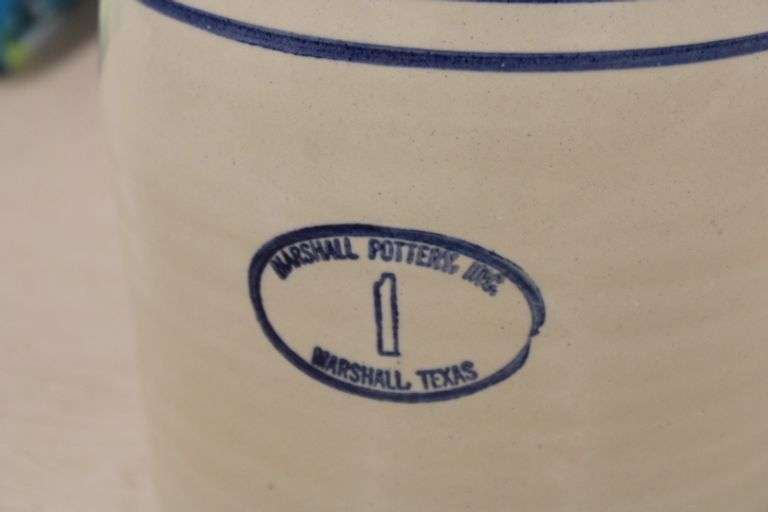 MARSHALL POTTERY, INC.
1
MARSHALL, TEXAS